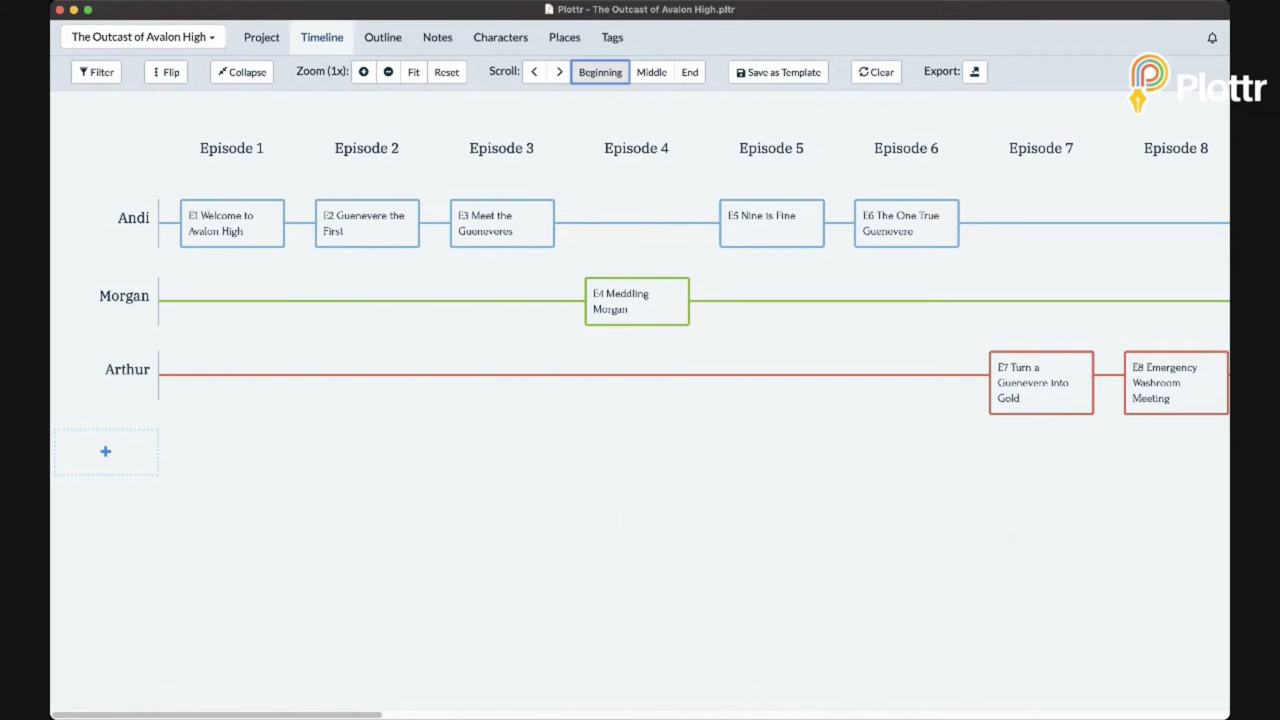 Plottr - The Outcast of Avalon High.pltr
The Outcast of Avalon High Project Timeline Outline Notes Characters Places Tags
Filter Flip Collapse Zoom (1x): Fit Reset Scroll: Beginning Middle End Save as Template Clear Export:
Plottr
Episode 1 Episode 2 Episode 3 Episode 4 Episode 5 Episode 6 Episode 7 Episode 8
Andi
E1 Welcome to
Avalon High
E2 Guenevere the
First
E3 Meet the
Gueneveres
E5 Nine is Fine
E6 The One True
Guenevere
Morgan
E4 Meddling
Morgan
Arthur
E7 Turn a
Guenevere into
Gold
E8 Emergency
Washroom
Meeting